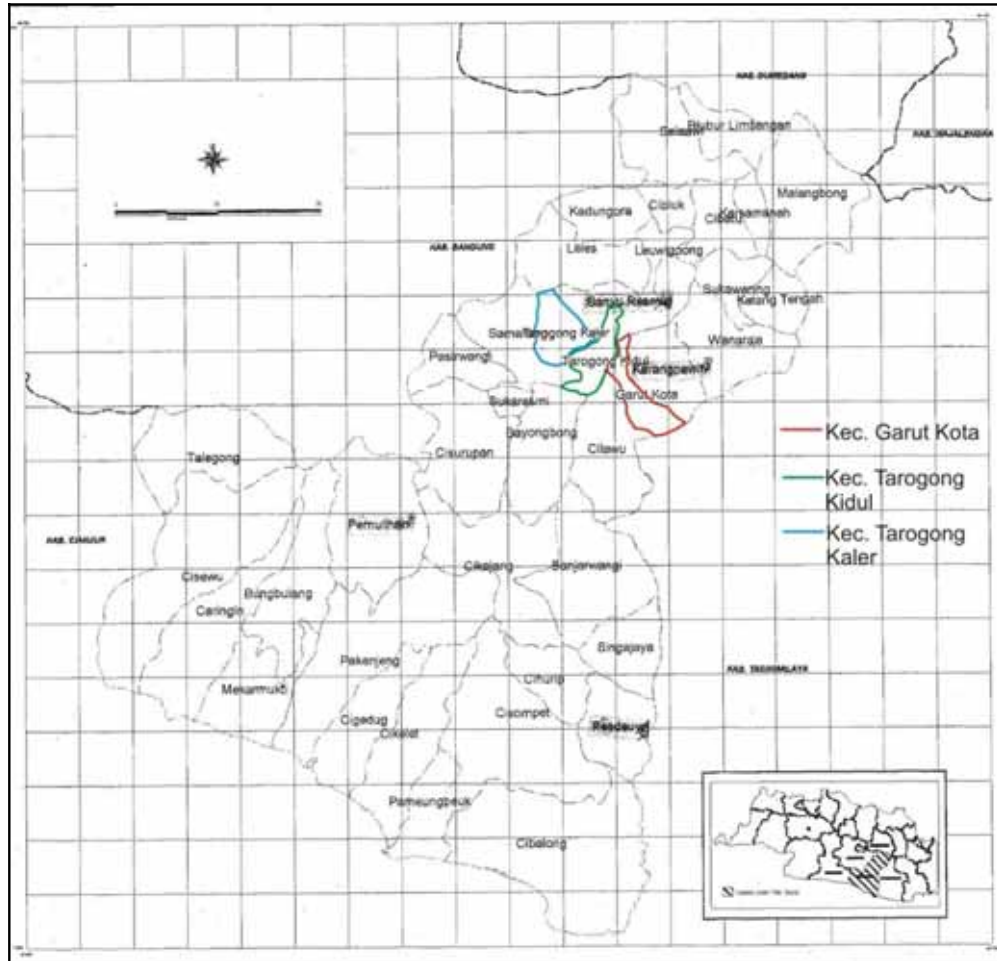 KAB. SUMEDANG
Blubur Limbangan
Selaawi
KAB. MAJALENGKA
Malangbong
Kadungora
Cibiuk
Cibatu
Kersamanah
KAB. BANDUNG
Leles
Leuwigoong
Sukawening
Karang Tengah
Banyu Resmi
Samarang
Tarogong Kaler
Wanaraja
Pasirwangi
Tarogong Kidul
Karangpawitan
Sukaresmi
Garut Kota
Bayongbong
Cilawu
Cisurupan
Talegong
Kec. Garut Kota
Kec. Tarogong
Kidul
Kec. Tarogong
Kaler
Pamulihan
KAB. CIANJUR
Cikajang
Banjarwangi
Cisewu
Bungbulang
Caringin
Singajaya
Pakenjeng
KAB. TASIKMALAYA
Cihurip
Mekarmukti
Cisompet
Cigedug
Cikelet
Peundeuy
Pameungpeuk
Cibalong